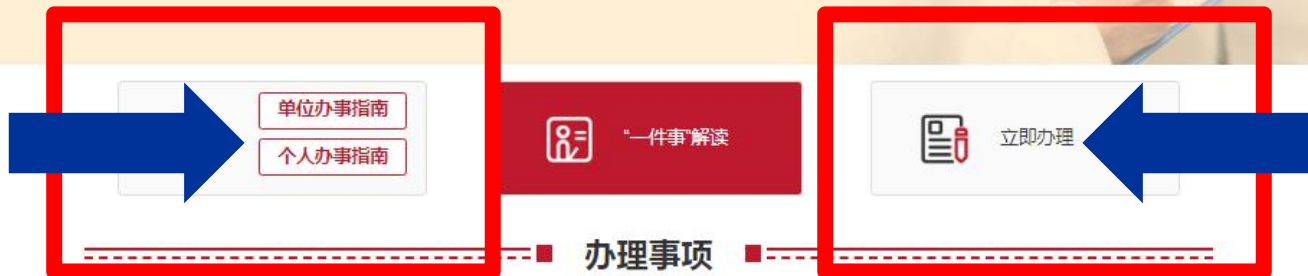 单位办事指南
个人办事指南
“一件事”解读
立即办理
办理事项